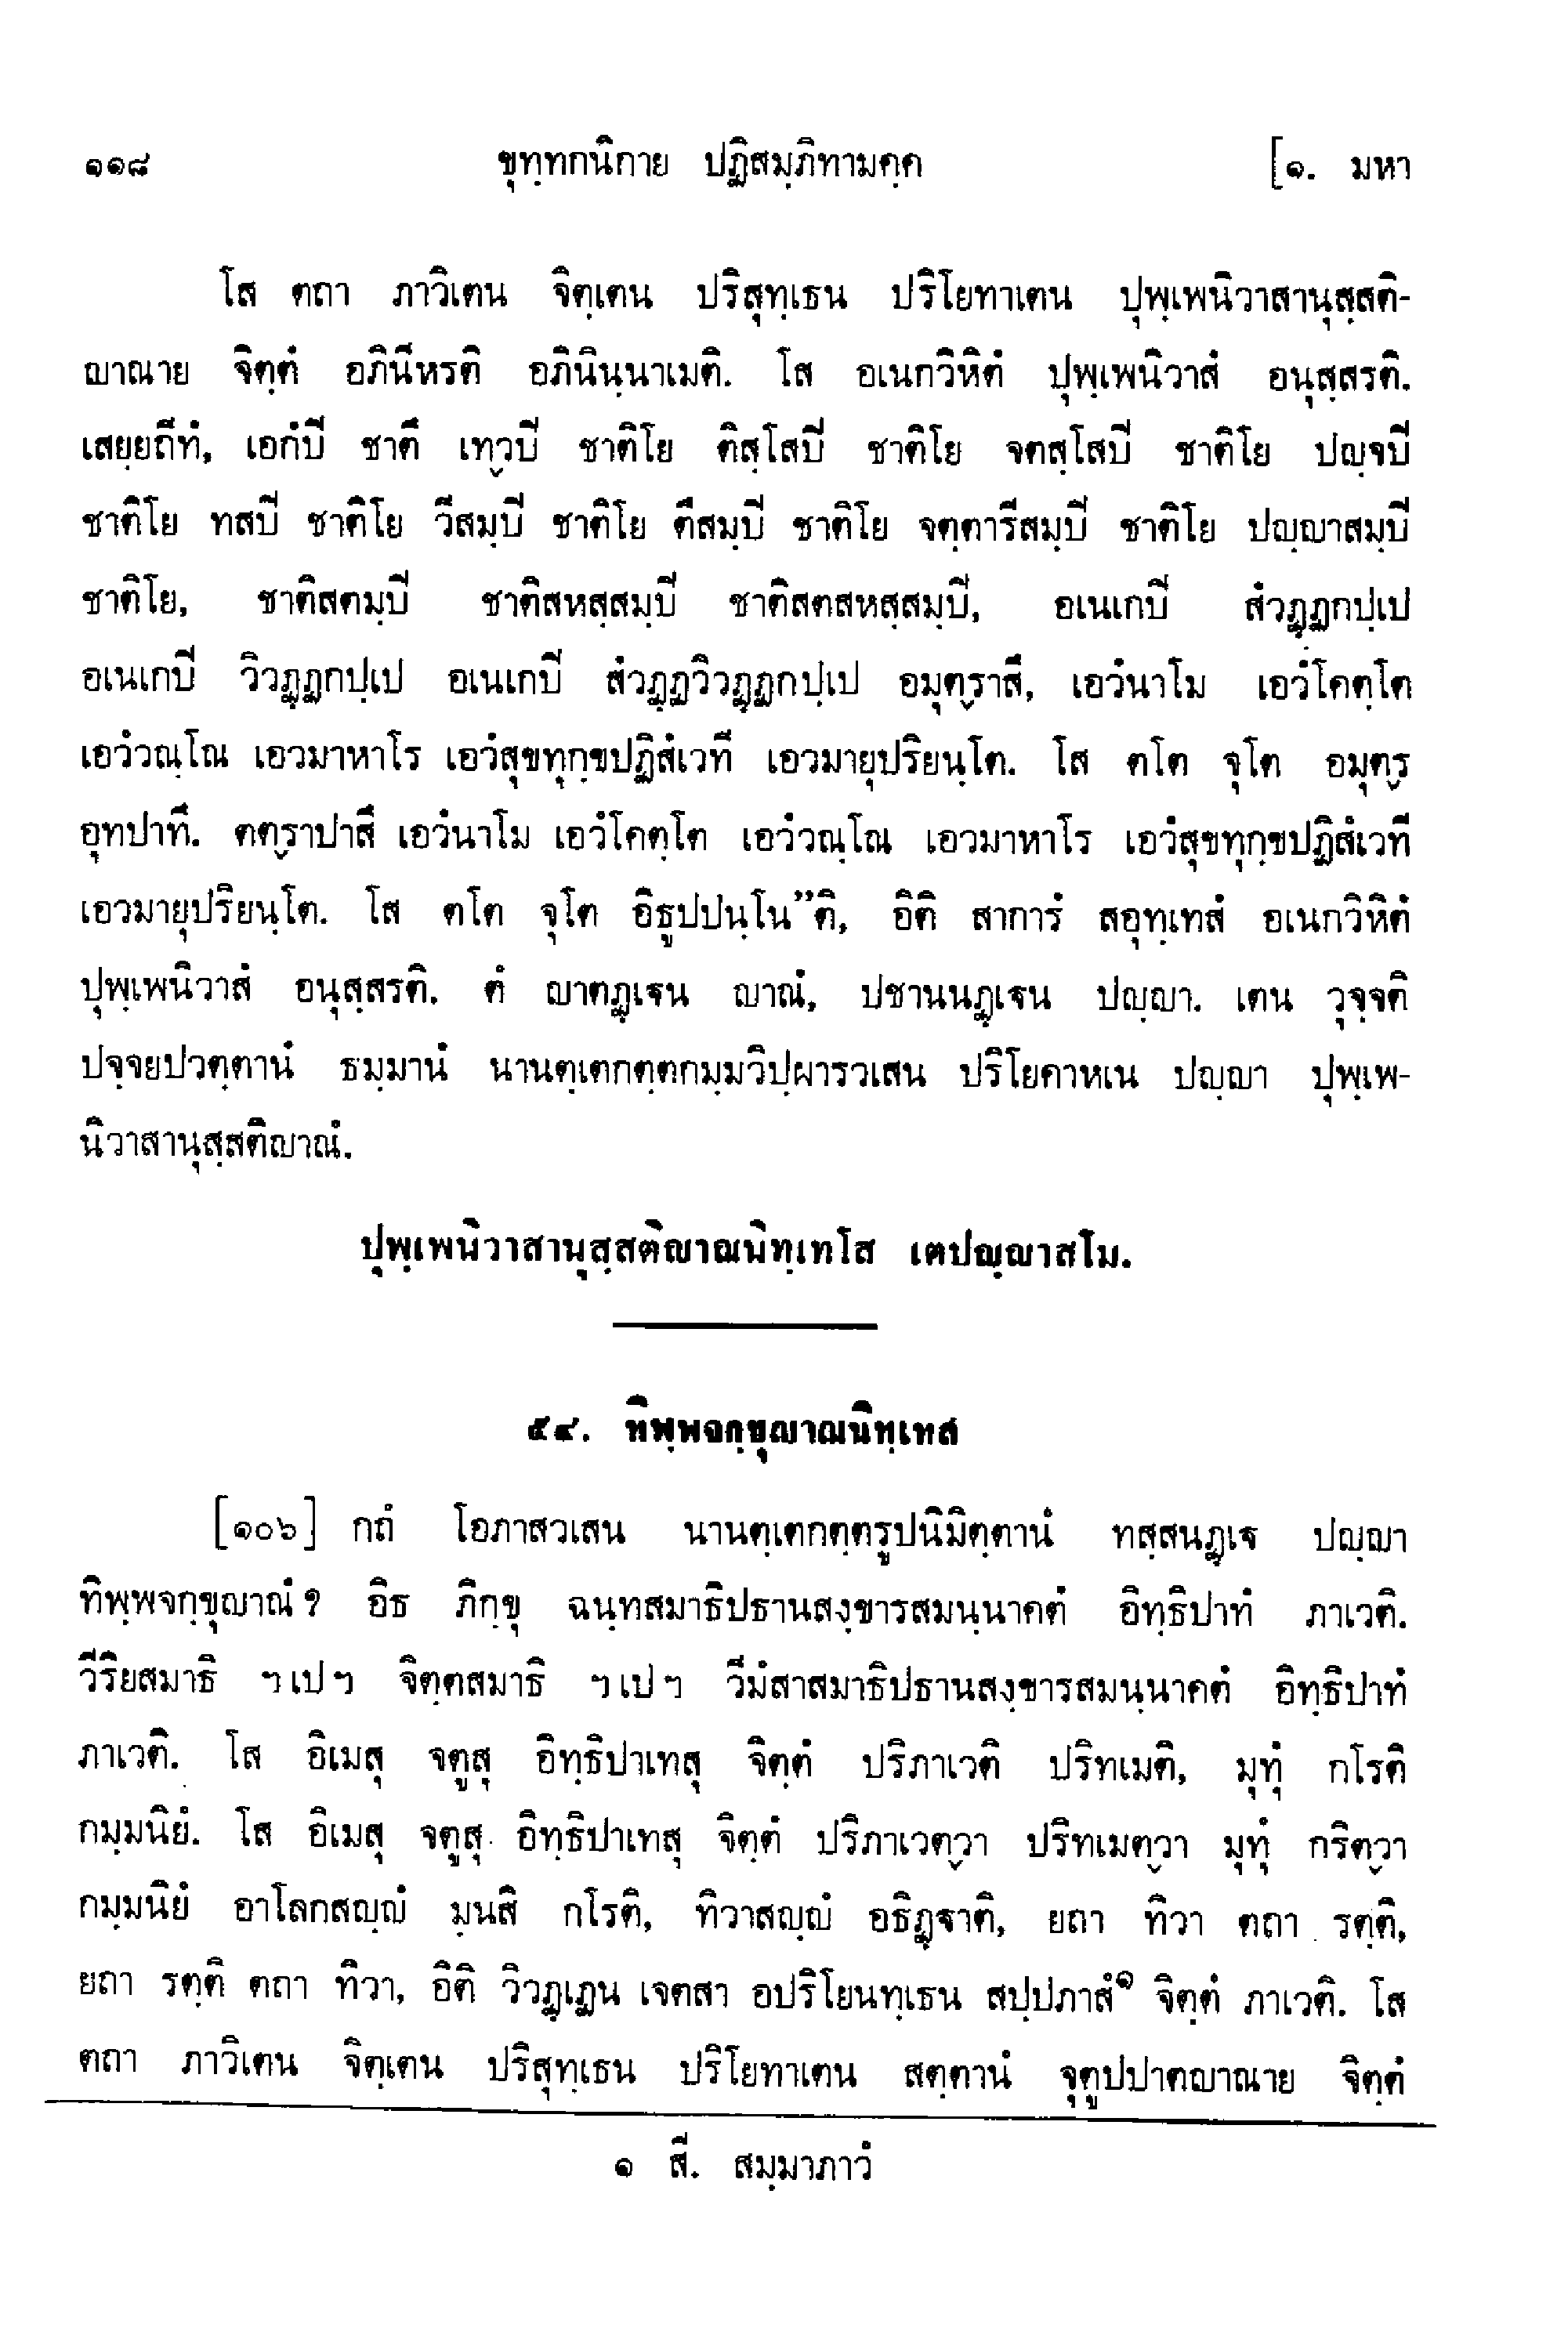 ๑๑๘ ขุทฺทกนิกาย ปฏิสมฺภิทามคฺค [๑. มหา
โส ตถา ภาวิเตน จิตฺเตน ปริสุทฺเธน ปริโยทาเตน ปุพฺเพนิวาสานุสฺสติ-
ญาณาย จิตฺตํ อภินีหรติ อภินินฺนาเมติ. โส อเนกวิหิตํ ปุพฺเพนิวาสํ อนุสฺสรติ.
เสยฺยถีทํ, เอกํปี ชาตึ เทฺวปี ชาติโย ติสฺโสปี ชาติโย จตสฺโสปี ชาติโย ปญฺจปี
ชาติโย ทสปี ชาติโย วีสมฺปี ชาติโย ตึสมฺปี ชาติโย จตฺตารีสมฺปี ชาติโย ปญฺญาสมฺปี
ชาติโย, ชาติสตมฺปี ชาติสหสฺสมฺปี ชาติสตสหสฺสมฺปี, อเนเกปี สํวฏฺฏกปฺเป
อเนเกปี วิวฏฺฏกปฺเป อเนเกปี สํวฏฺฏวิวฏฺฏกปฺเป อมุตฺราสึ, เอวํนาโม เอวํโคตฺโต
เอวํวณฺโณ เอวมาหาโร เอวํสุขทุกฺขปฏิสํเวที เอวมายุปริยนฺโต. โส ตโต จุโต อมุตฺร
อุทปาทึ. ตตฺราปาสึ เอวํนาโม เอวํโคตฺโต เอวํวณฺโณ เอวมาหาโร เอวํสุขทุกฺขปฏิสํเวที
เอวมายุปริยนฺโต. โส ตโต จุโต อิธูปปนฺโน”ติ, อิติ สาการํ สอุทฺเทสํ อเนกวิหิตํ
ปุพฺเพนิวาสํ อนุสฺสรติ. ตํ ญาตฏฺเฐน ญาณํ, ปชานนฏฺเฐน ปญฺญา. เตน วุจฺจติ
ปจฺจยปวตฺตานํ ธมฺมานํ นานตฺเตกตฺตกมฺมวิปฺผารวเสน ปริโยคาหเน ปญฺญา ปุพฺเพ-
นิวาสานุสฺสติญาณํ.
ปุพฺเพนิวาสานุสฺสติญาณนิทฺเทโส เตปญฺญาสโม.
๕๔. ทิพฺพจกฺขุญาณนิทฺเทส
[๑๐๖] กถํ โอภาสวเสน นานตฺเตกตฺตรูปนิมิตฺตานํ ทสฺสนฏฺเฐ ปญฺญา
ทิพฺพจกฺขุญาณํ ? อิธ ภิกฺขุ ฉนฺทสมาธิปธานสงฺขารสมนฺนาคตํ อิทฺธิปาทํ ภาเวติ.
วีริยสมาธิ ฯ เป ฯ จิตฺตสมาธิ ฯ เป ฯ วีมํสาสมาธิปธานสงฺขารสมนฺนาคตํ อิทฺธิปาทํ
ภาเวติ. โส อิเมสุ จตูสุ อิทฺธิปาเทสุ จิตฺตํ ปริภาเวติ ปริทเมติ, มุทุํ กโรติ
กมฺมนิยํ. โส อิเมสุ จตูสุ อิทฺธิปาเทสุ จิตฺตํ ปริภาเวตฺวา ปริทเมตฺวา มุทุํ กริตฺวา
กมฺมนิยํ อาโลกสญฺญํ มนสิ กโรติ, ทิวาสญฺญํ อธิฏฺฐาติ, ยถา ทิวา ตถา รตฺตึ,
ยถา รตฺตึ ตถา ทิวา, อิติ วิวฏฺเฏน เจตสา อปริโยนทฺเธน สปฺปภาสํ๑ จิตฺตํ ภาเวติ. โส
ตถา ภาวิเตน จิตฺเตน ปริสุทฺเธน ปริโยทาเตน สตฺตานํ จุตูปปาตญาณาย จิตฺตํ
๑ สี. สมฺมาภาวํ